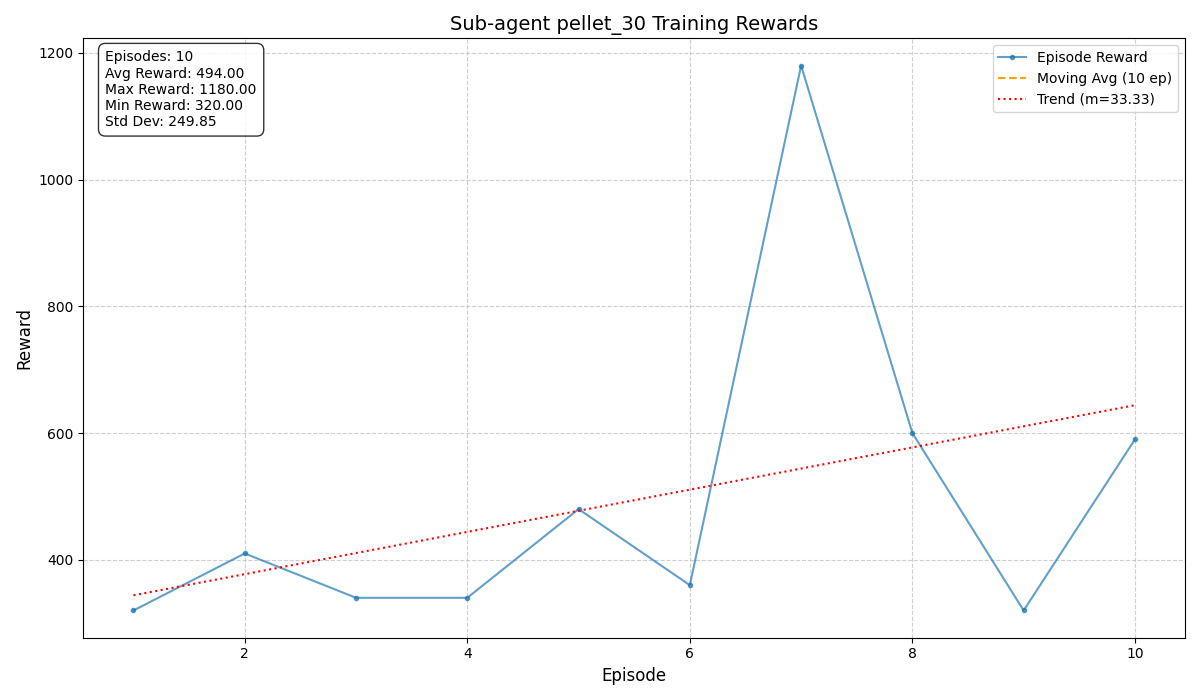 Sub-agent pellet_30 Training Rewards
Episodes: 10
Avg Reward: 494.00
Max Reward: 1180.00
Min Reward: 320.00
Std Dev: 249.85
Episode Reward
Moving Avg (10 ep)
Trend (m=33.33)
Reward
1200
1000
800
600
400
2 4 6 8 10
Episode